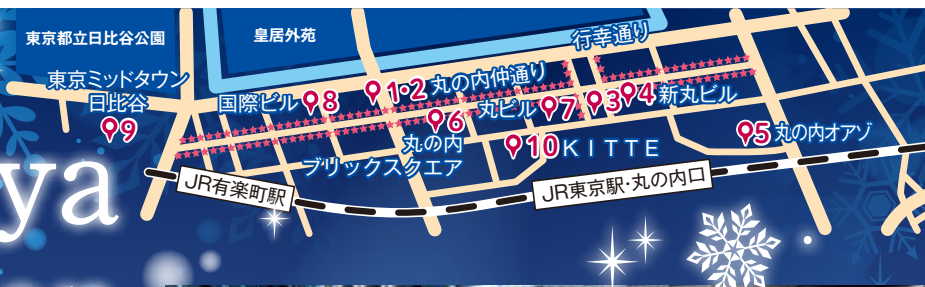 東京都立日比谷公園
皇居外苑
行幸通り
東京ミッドタウン
日比谷
9
国際ビル
8
1・2
丸の内仲通り
6
丸の内
ブリックスクエア
丸ビル
7
3
4
新丸ビル
10
KITTE
5
丸の内オアゾ
JR有楽町駅
JR東京駅・丸の内口
ya